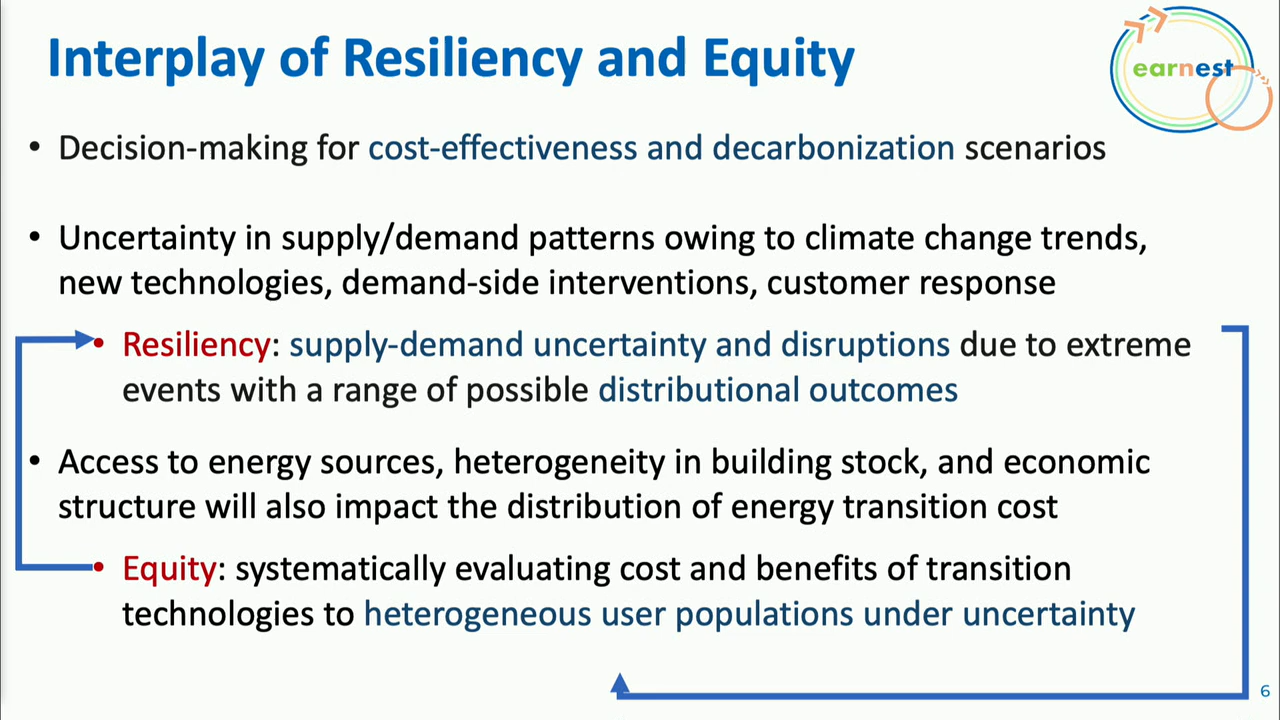 Interplay of Resiliency and Equity
earnest
• Decision-making for cost-effectiveness and decarbonization scenarios
• Uncertainty in supply/demand patterns owing to climate change trends,
new technologies, demand-side interventions, customer response
• Resiliency: supply-demand uncertainty and disruptions due to extreme
events with a range of possible distributional outcomes
• Access to energy sources, heterogeneity in building stock, and economic
structure will also impact the distribution of energy transition cost
• Equity: systematically evaluating cost and benefits of transition
technologies to heterogeneous user populations under uncertainty
6